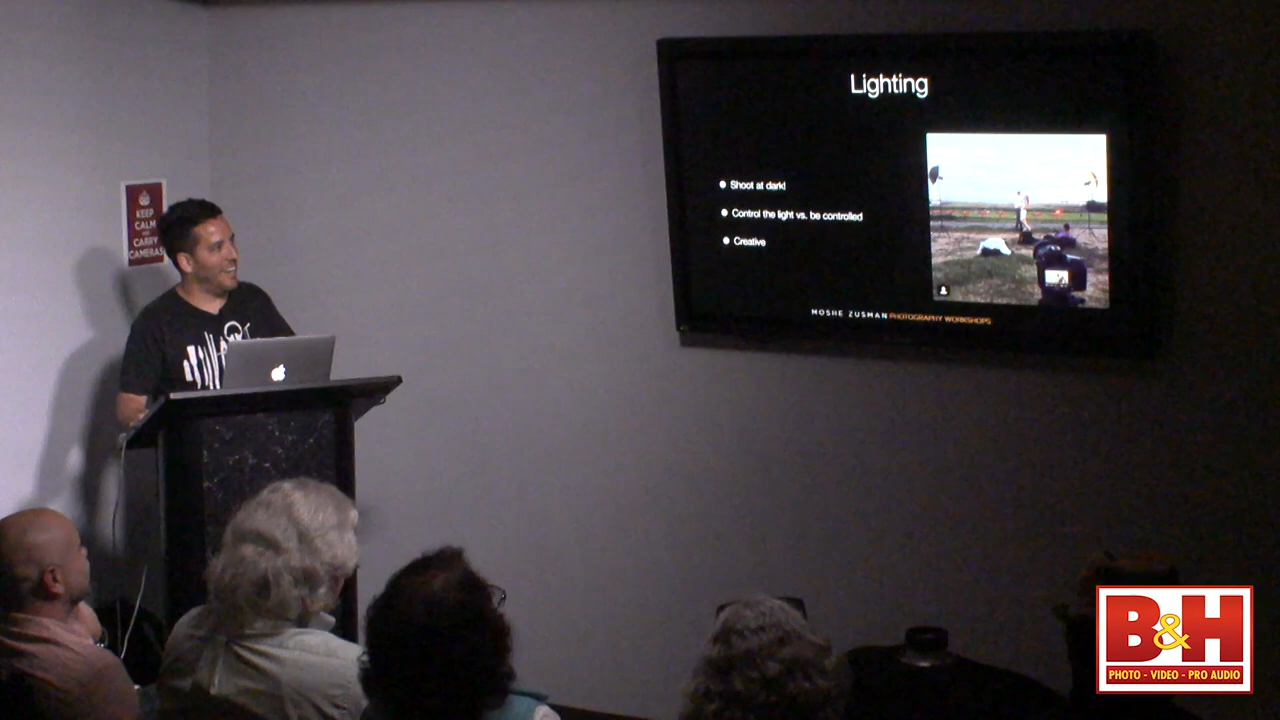 Lighting
Shoot at dark!
Control the light vs. be controlled
Creative
MOSHE ZUSMAN PHOTOGRAPHY WORKSHOPS
KEEP
CALM
CARRY
CAMERAS
B&H
PHOTO - VIDEO - PRO AUDIO